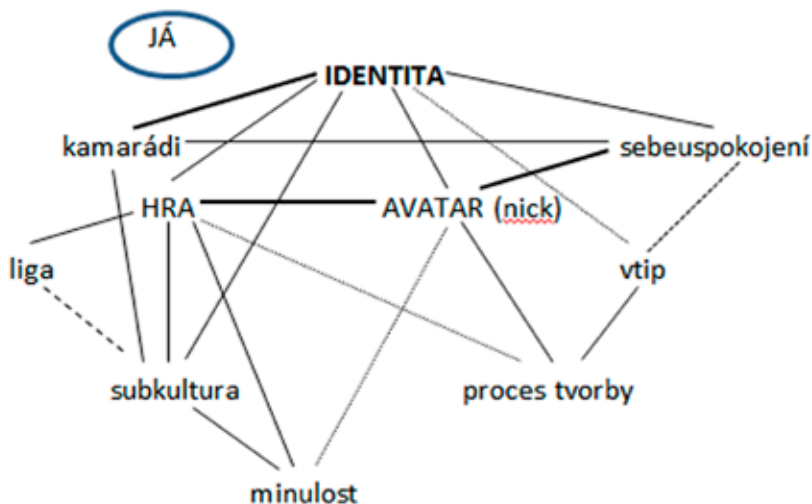 JÁ
IDENTITA
kamarádi
sebeuspokojení
HRA
AVATAR (nick)
liga
vtip
subkultura
proces tvorby
minulost